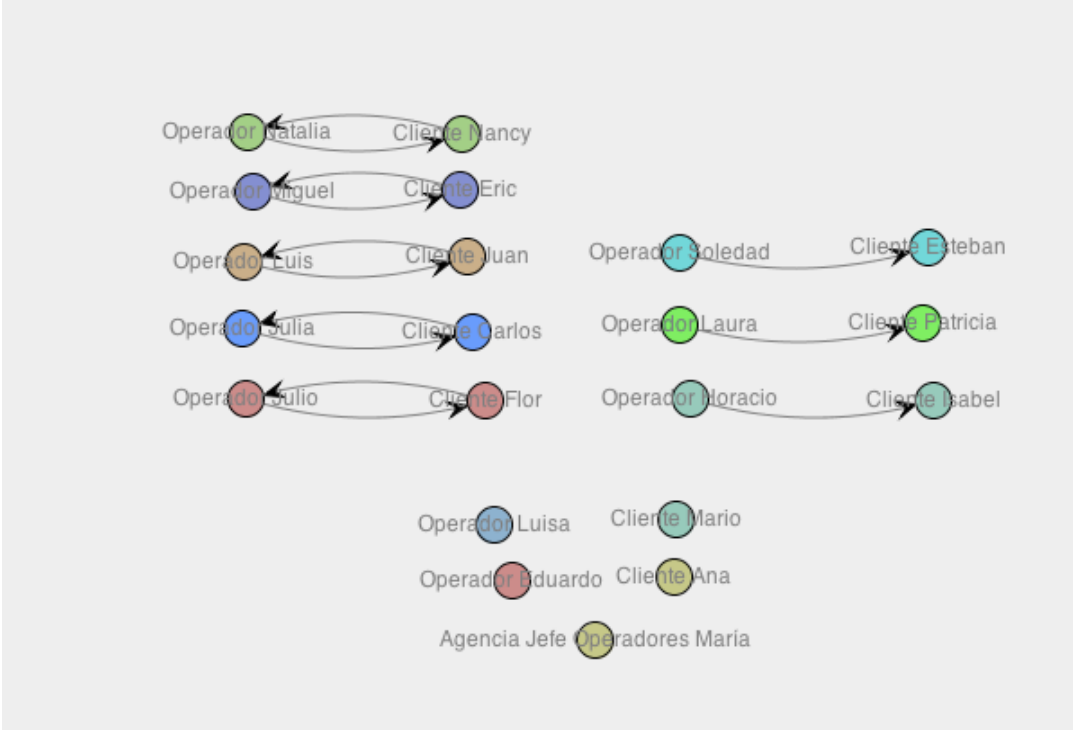 Operador Natalia
Cliente Nancy
Operador Miguel
Cliente Eric
Operador Luis
Cliente Juan
Operador Julia
Cliente Carlos
Operador Julio
Cliente Flor
Operador Soledad
Cliente Esteban
Operador Laura
Cliente Patricia
Operador Horacio
Cliente Isabel
Operador Luisa
Cliente Mario
Operador Eduardo
Cliente Ana
Agencia Jefe Operadores María